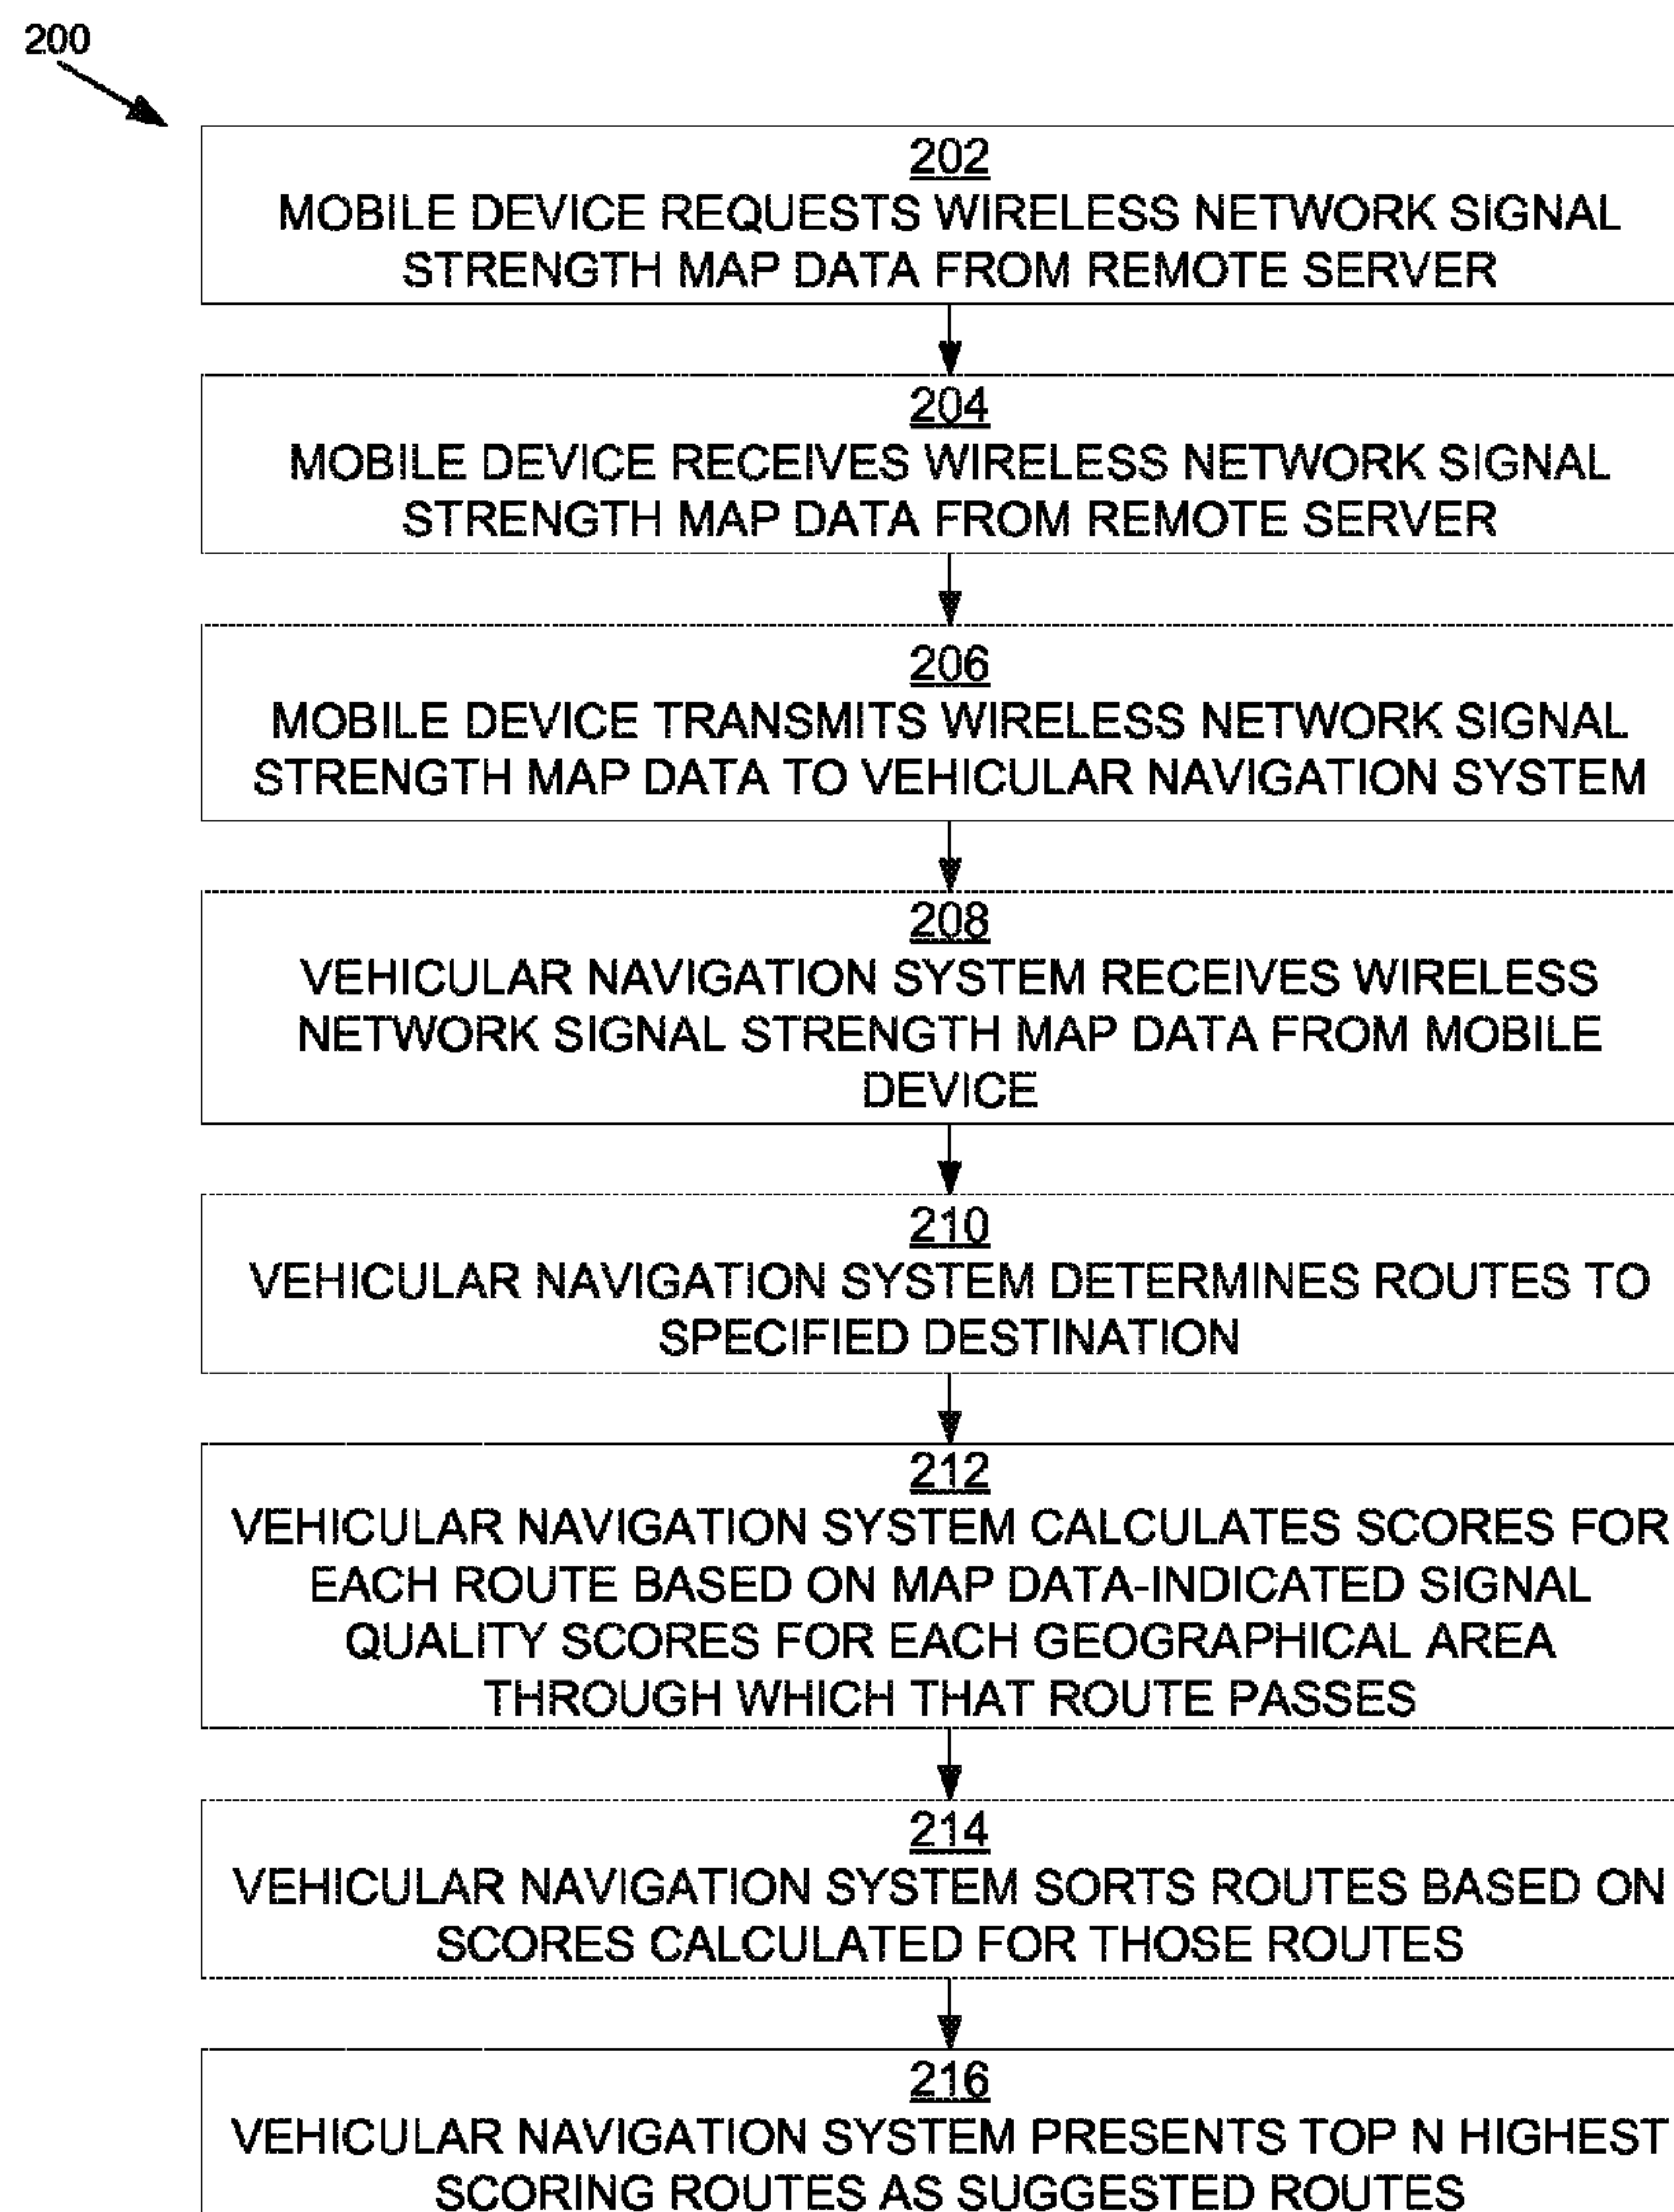 200
202
MOBILE DEVICE REQUESTS WIRELESS NETWORK SIGNAL
STRENGTH MAP DATA FROM REMOTE SERVER
204
MOBILE DEVICE RECEIVES WIRELESS NETWORK SIGNAL
STRENGTH MAP DATA FROM REMOTE SERVER
206
MOBILE DEVICE TRANSMITS WIRELESS NETWORK SIGNAL
STRENGTH MAP DATA TO VEHICULAR NAVIGATION SYSTEM
208
VEHICULAR NAVIGATION SYSTEM RECEIVES WIRELESS
NETWORK SIGNAL STRENGTH MAP DATA FROM MOBILE
DEVICE
210
VEHICULAR NAVIGATION SYSTEM DETERMINES ROUTES TO
SPECIFIED DESTINATION
212
VEHICULAR NAVIGATION SYSTEM CALCULATES SCORES FOR
EACH ROUTE BASED ON MAP DATA-INDICATED SIGNAL
QUALITY SCORES FOR EACH GEOGRAPHICAL AREA
THROUGH WHICH THAT ROUTE PASSES
214
VEHICULAR NAVIGATION SYSTEM SORTS ROUTES BASED ON
SCORES CALCULATED FOR THOSE ROUTES
216
VEHICULAR NAVIGATION SYSTEM PRESENTS TOP N HIGHEST
SCORING ROUTES AS SUGGESTED ROUTES